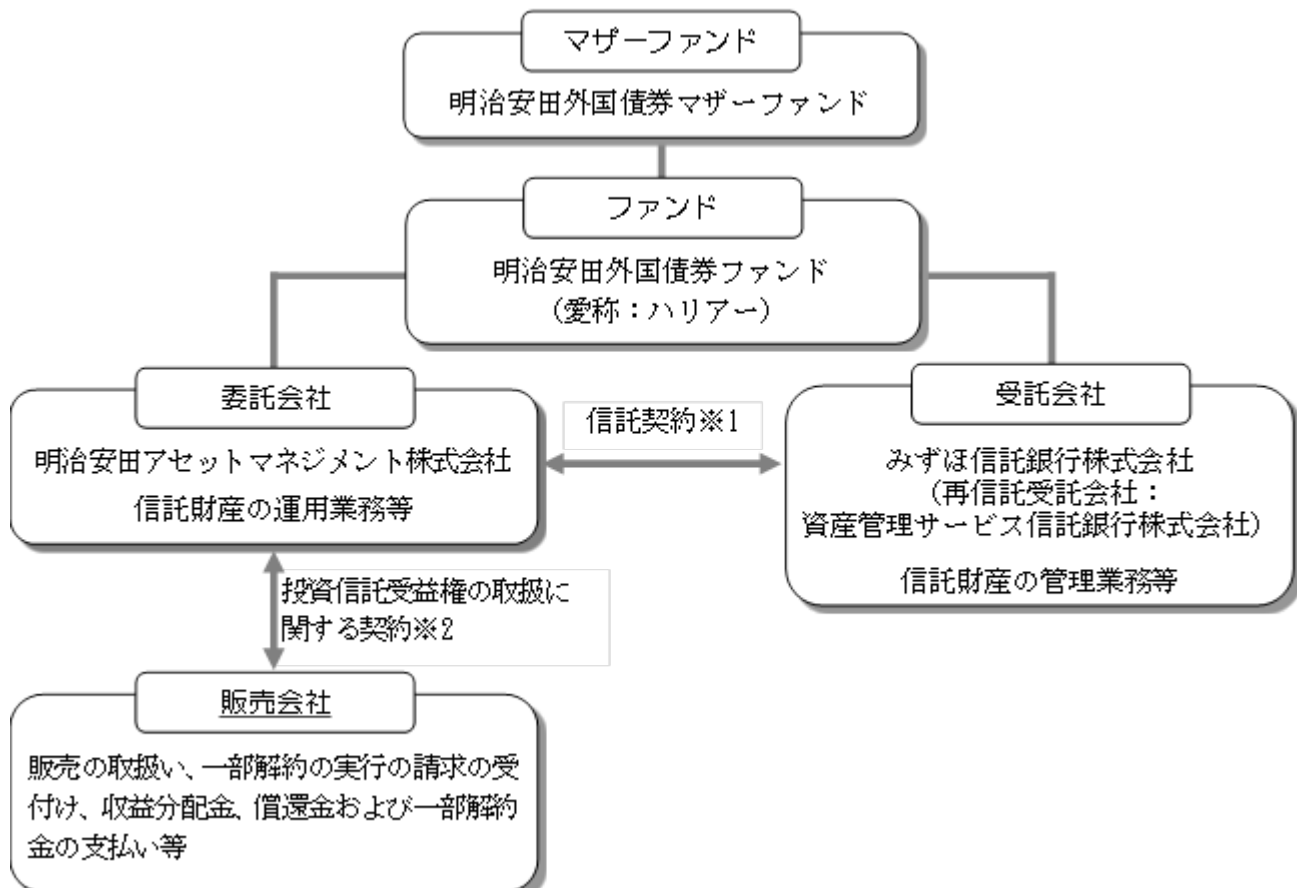 マザーファンド
明治安田外国債券マザーファンド
ファンド
明治安田外国債券ファンド
（愛称：ハリアー）
委託会社
明治安田アセットマネジメント株式会社
信託財産の運用業務等
信託契約※1
受託会社
みずほ信託銀行株式会社
（再信託受託会社：
資産管理サービス信託銀行株式会社）
信託財産の管理業務等
投資信託受益権の取扱に
関する契約※2
販売会社
販売の取扱い、一部解約の実行の請求の受
付け、収益分配金、償還金および一部解約
金の支払い等